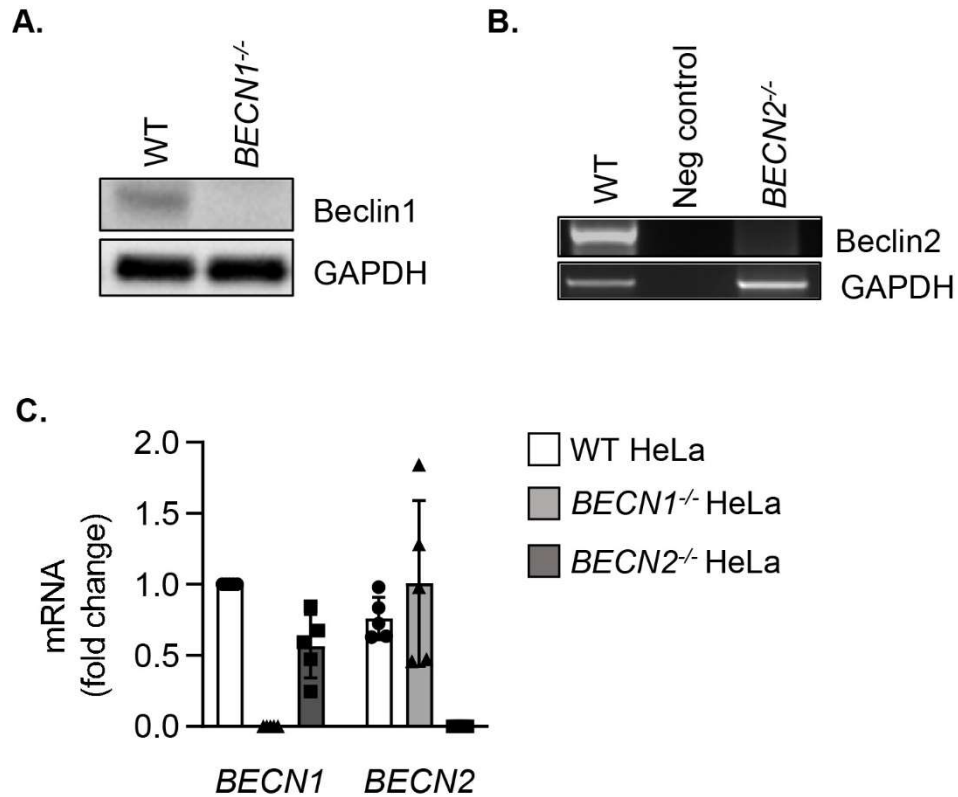 A.
WT
BECN1-/-
Beclin1
GAPDH
B.
WT
Neg control
BECN2-/-
Beclin2
GAPDH
C.
mRNA
(fold change)
2.0
1.5
1.0
0.5
0.0
BECN1
BECN2
WT HeLa
BECN1-/- HeLa
BECN2-/- HeLa